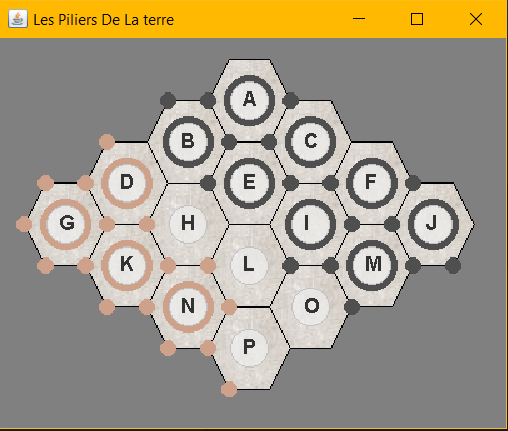 Les Piliers De La terre
A
B C
D E F
G H I J
K L M
N O
P